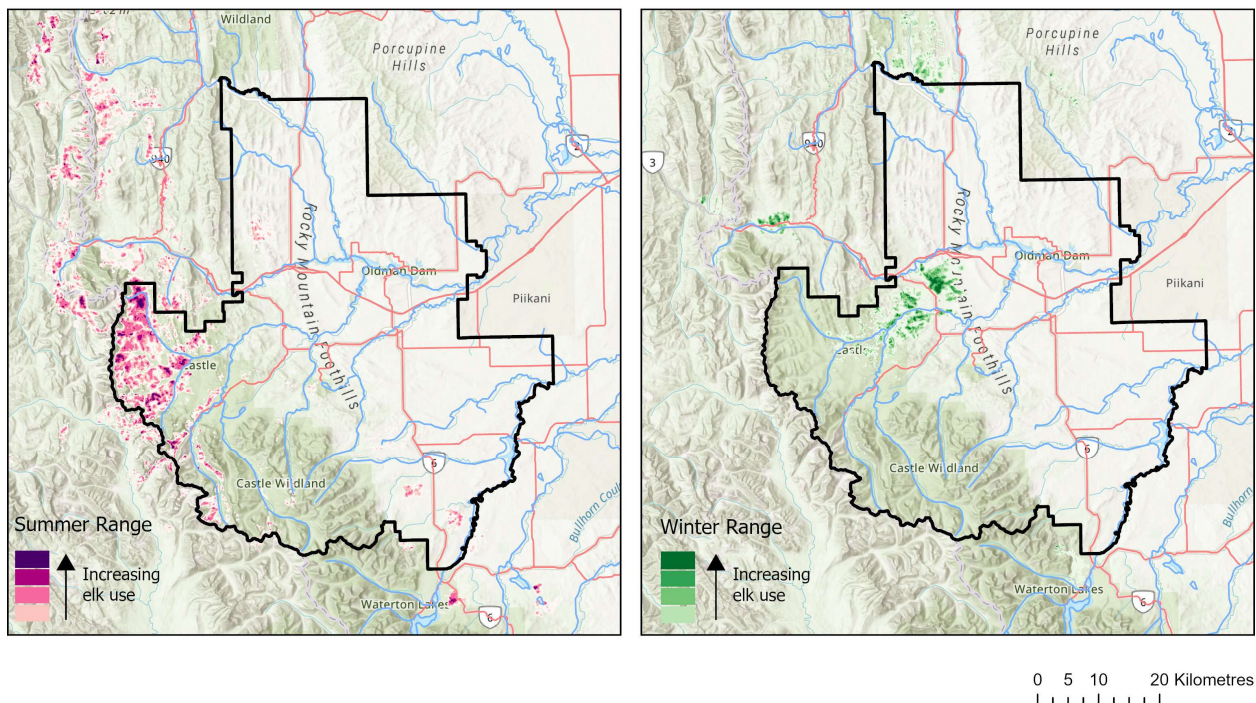 Wildland
Porcupine
Hills
2
940
Rocky Mountain Foothills
Oldman Dam
Piikani
Castle
6
Castle Wildland
Bullhorn Coul
Summer Range
Increasing
elk use
Waterton Lakes
6
Wildland
Porcupine
Hills
2
3
940
Rocky Mountain Foothills
Oldman Dam
Piikani
Castle
6
Castle Wildland
Bullhorn
Winter Range
Increasing
elk use
Waterton Lakes
6
0 5 10 20 Kilometres